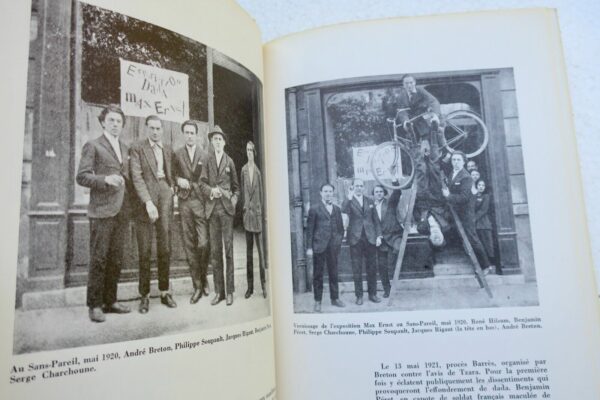 Exposition
dada
max Ernst
Au Sans-Pareil, mai 1920, André Breton, Philippe Soupault, Jacques Rigaut, Benjamin
Serge Charchoune.
Vernissage de l'exposition Max Ernst au Sans-Pareil, mai 1920. René Hilsum, Benjamin
Péret, Serge Charchoune, Philippe Soupault, Jacques Rigaut (la tête en bas), André Breton.
Le 13 mai 1921, procès Barrès, organisé par
Breton contre l'avis de Tzara. Pour la première
fois y éclatent publiquement les dissentiments qui
provoqueront l'effondrement de dada. Benjamin
Péret, en capote de soldat français maculée de